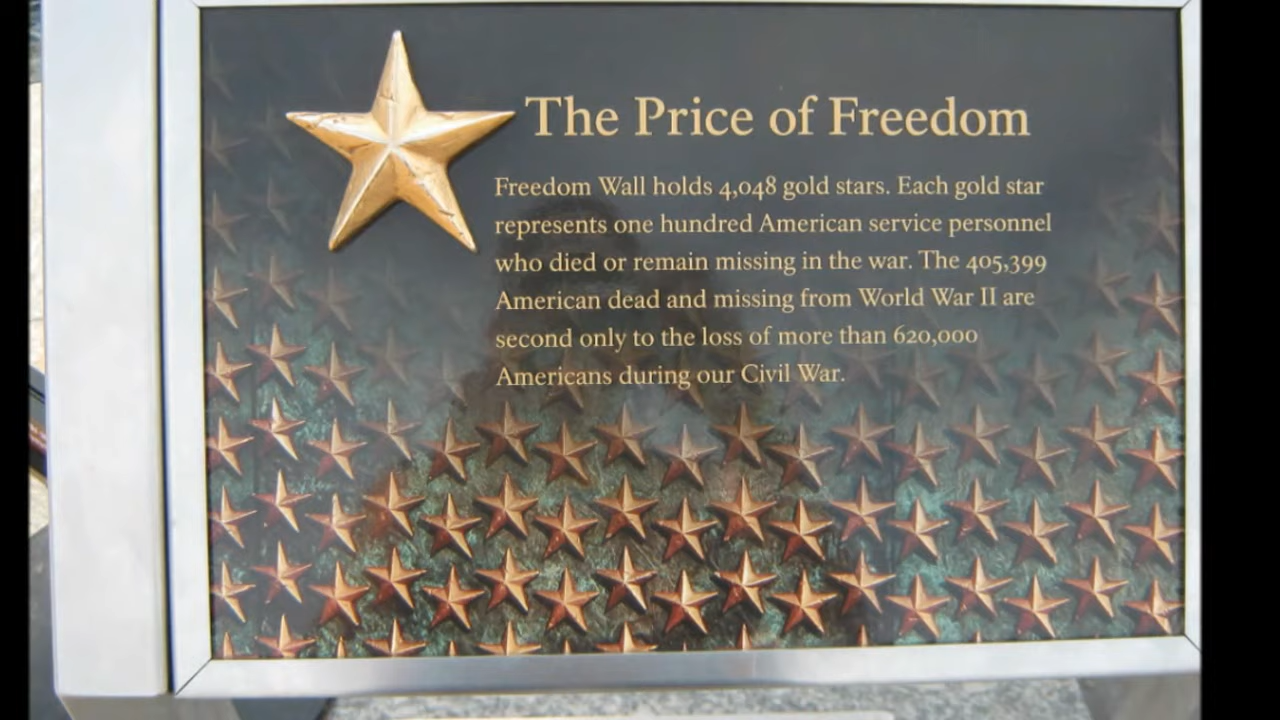 The Price of Freedom
Freedom Wall holds 4,048 gold stars. Each gold star
represents one hundred American service personnel
who died or remain missing in the war. The 405,399
American dead and missing from World War II are
second only to the loss of more than 620,000
Americans during our Civil War.